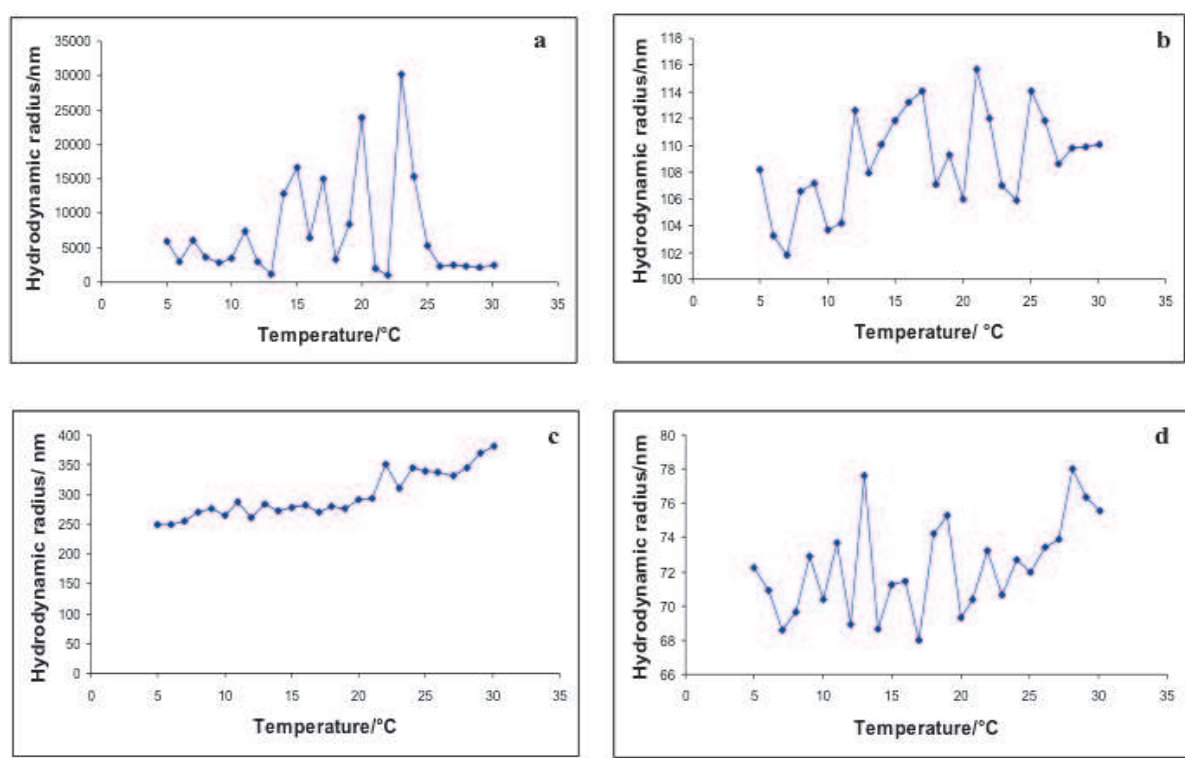 a
Hydrodynamic radius/nm
35000
30000
25000
20000
15000
10000
5000
0
0 5 10 15 20 25 30 35
Temperature/°C
b
Hydrodynamic radius/nm
118
116
114
112
110
108
106
104
102
100
0 5 10 15 20 25 30 35
Temperature/ °C
c
Hydrodynamic radius/ nm
400
350
300
250
200
150
100
50
0
0 5 10 15 20 25 30 35
Temperature/°C
d
Hydrodynamic radius/nm
80
78
76
74
72
70
68
66
0 5 10 15 20 25 30 35
Temperature/°C